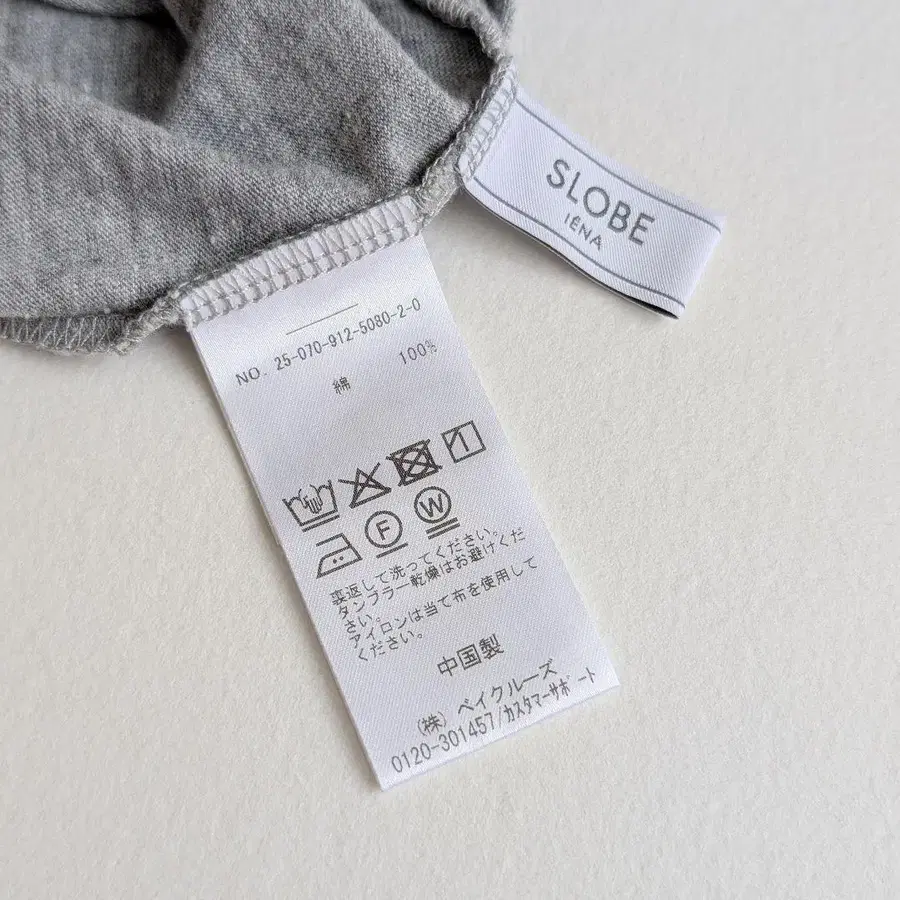 SLOBE
IÉNA
NO. 25-070-912-5080-2-0
綿 100%
F W
裏返して洗ってください。
タンブラー乾燥はお避けくだ
さい。
アイロンは当て布を使用して
ください。
中国製
(株) ベイクルーズ
0120-301457/カスタマーサポート